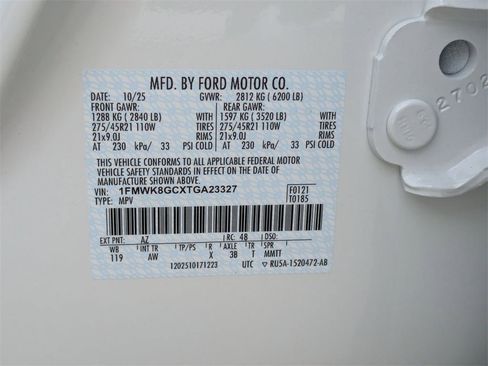 MFD. BY FORD MOTOR CO.
DATE: 10/25 GVWR: 2812 KG ( 6200 LB)
FRONT GAWR: REAR GAWR:
1288 KG ( 2840 LB) WITH 1597 KG ( 3520 LB) WITH
275/45R21 110W TIRES 275/45R21 110W TIRES
21x9.0J RIMS 21x9.0J RIMS
AT 230 kPa/ 33 PSI COLD AT 230 kPa/ 33 PSI COLD
THIS VEHICLE CONFORMS TO ALL APPLICABLE FEDERAL MOTOR
VEHICLE SAFETY STANDARDS IN EFFECT ON THE DATE OF
MANUFACTURE SHOWN ABOVE.
VIN: 1FMWK8GCXTGA23327 F0121
TYPE: MPV T0185
EXT PNT: AZ RC: 48 DSO:
WB INT TR TP/PS R AXLE TR SPR
119 AW X 3B T MMTT
1202510171223 UTC ▽ RU5A-1520472-AB
2702